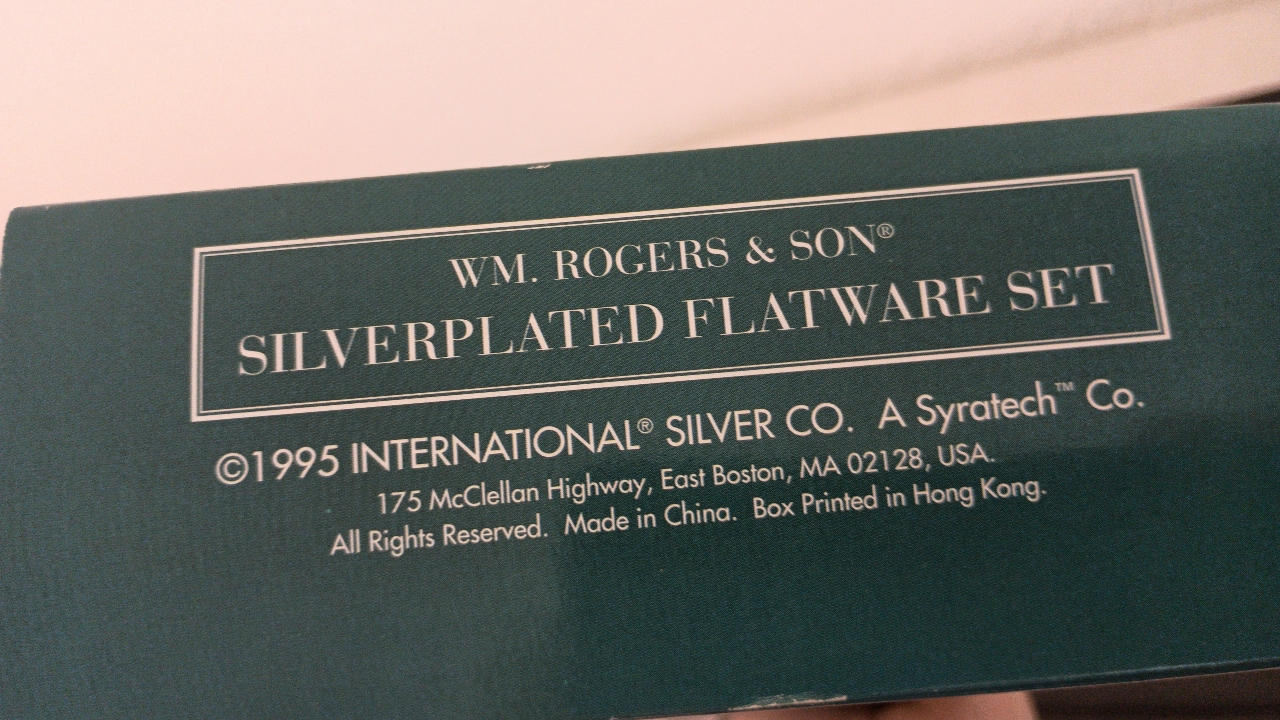 WM. ROGERS & SON®
SILVERPLATED FLATWARE SET
©1995 INTERNATIONAL® SILVER CO. A Syratech™ Co.
175 McClellan Highway, East Boston, MA 02128, USA.
All Rights Reserved. Made in China. Box Printed in Hong Kong.